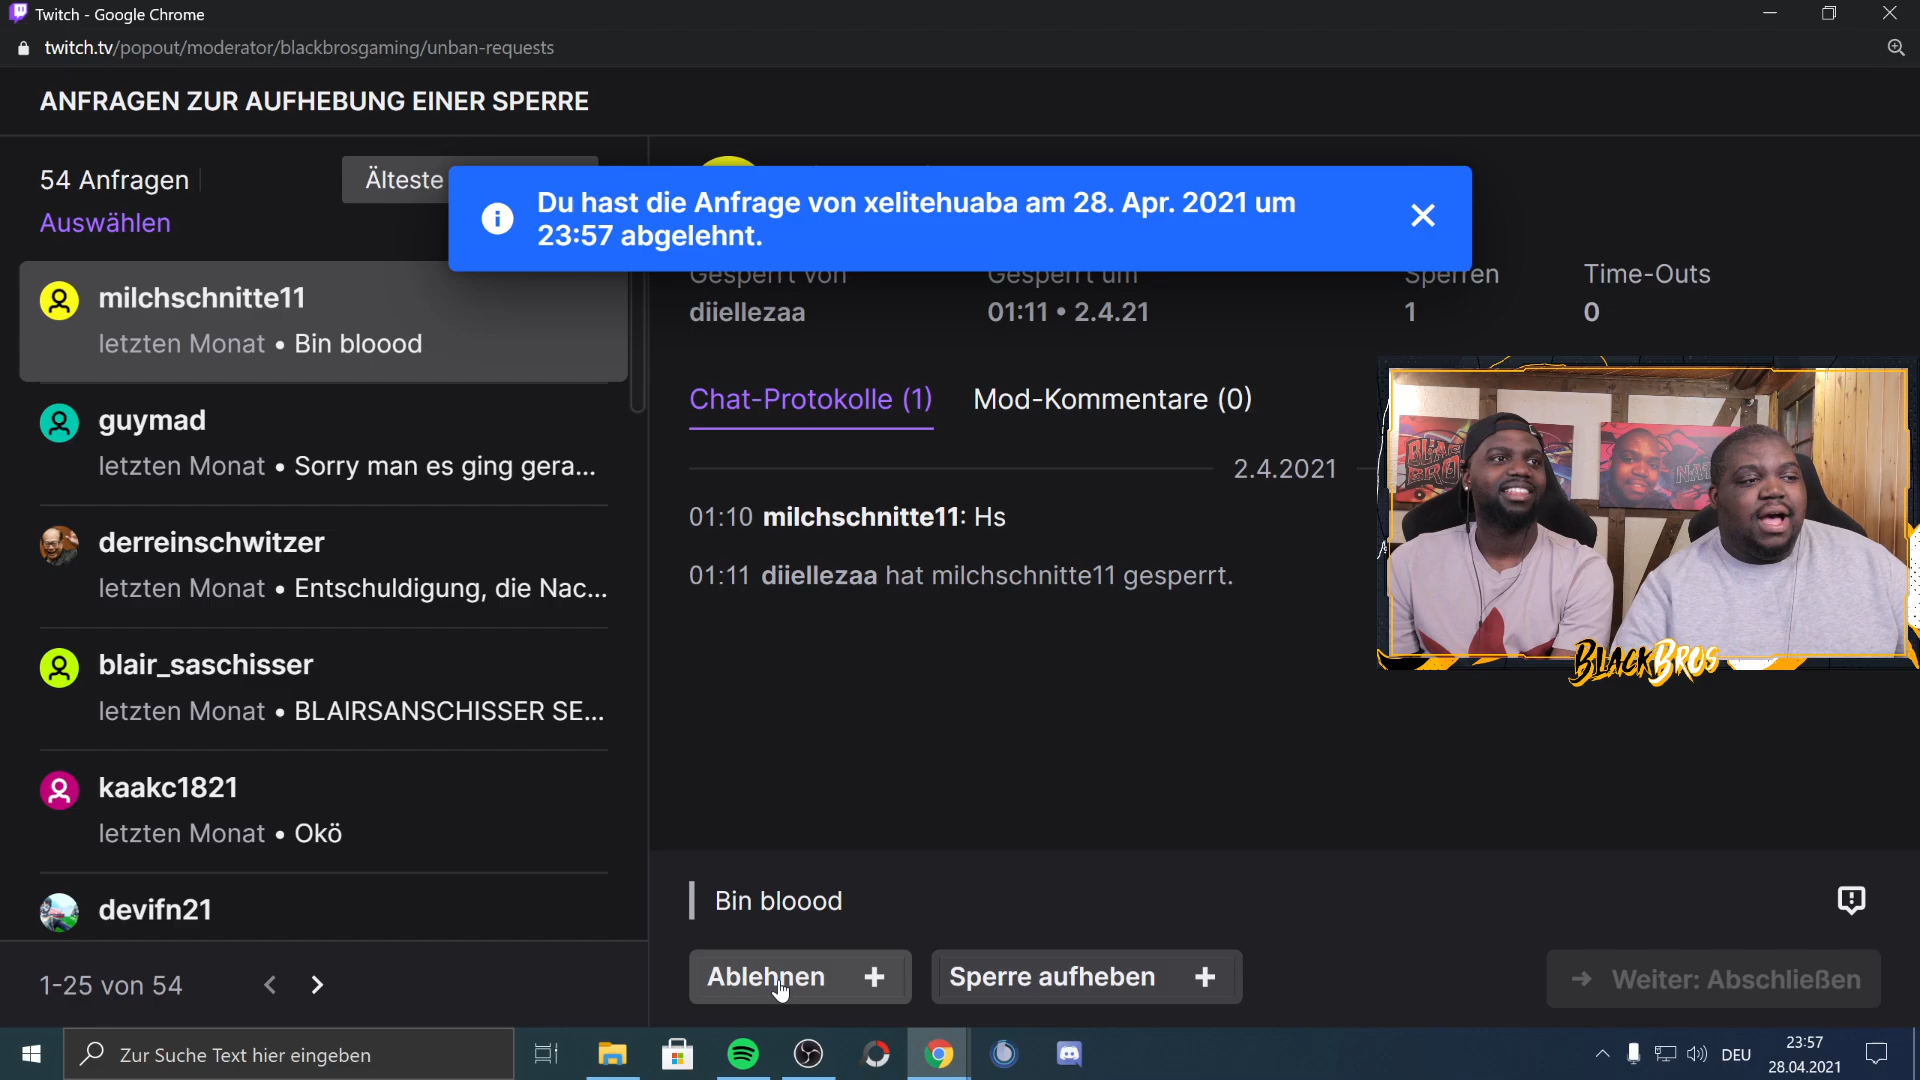 Twitch - Google Chrome
twitch.tv/popout/moderator/blackbrosgaming/unban-requests
ANFRAGEN ZUR AUFHEBUNG EINER SPERRE
54 Anfragen
Älteste
Auswählen
Du hast die Anfrage von xelitehuaba am 28. Apr. 2021 um
23:57 abgelehnt.
milchschnitte11
letzten Monat • Bin bloood
guymad
letzten Monat • Sorry man es ging gera...
derreinschwitzer
letzten Monat • Entschuldigung, die Nac...
blair_saschisser
letzten Monat • BLAIRSANSCHISSER SE...
kaakc1821
letzten Monat • Okö
devifn21
1-25 von 54
Gesperrt von
diiellezaa
Gesperrt um
01:11 • 2.4.21
Sperren
1
Time-Outs
0
Chat-Protokolle (1)
Mod-Kommentare (0)
2.4.2021
01:10 milchschnitte11: Hs
01:11 diiellezaa hat milchschnitte11 gesperrt.
BLACKBROS
Bin bloood
Ablehnen +
Sperre aufheben +
→ Weiter: Abschließen
Zur Suche Text hier eingeben
DEU
23:57
28.04.2021